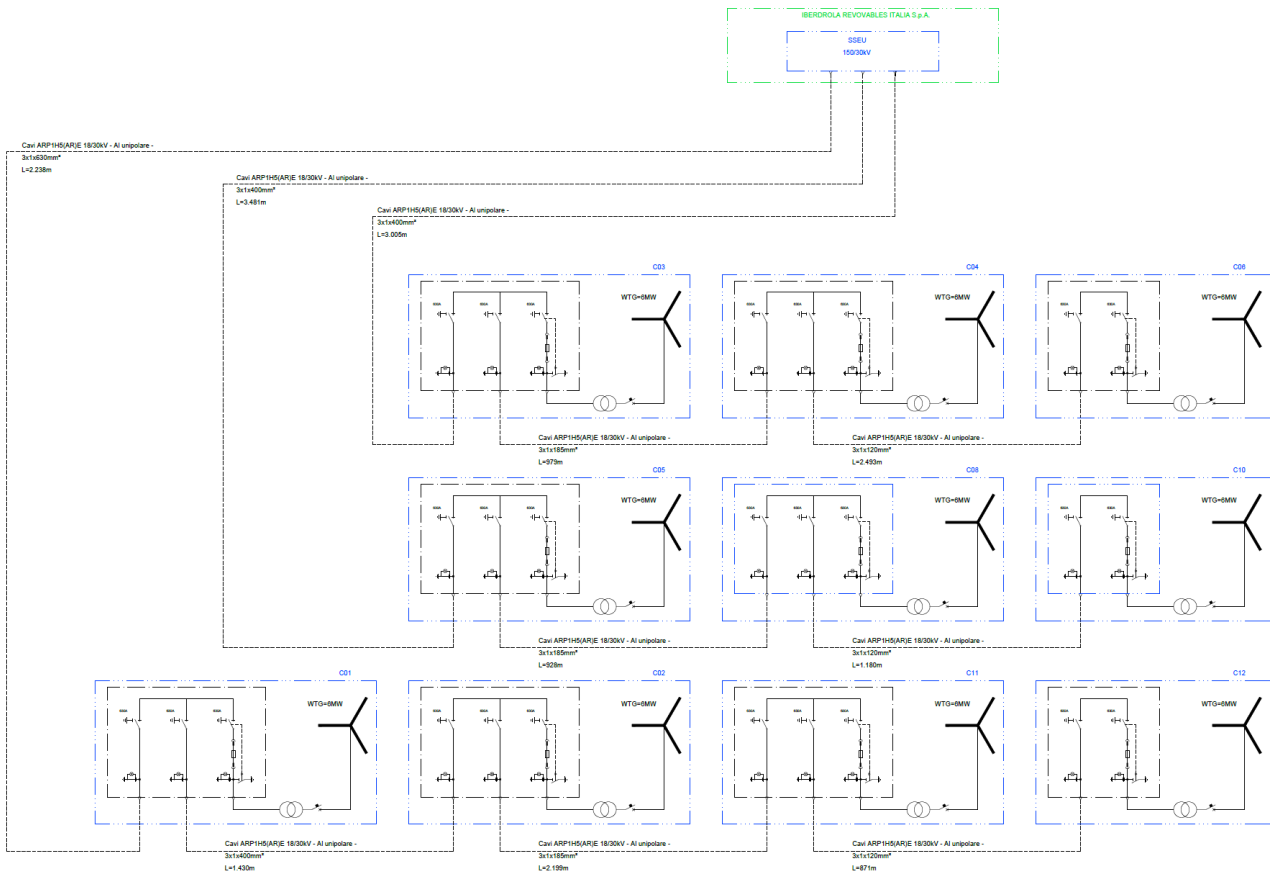 IBERDROLA REVOVABLES ITALIA S.p.A.
SSEU
150/30kV
Cavi ARP1H5(AR)E 18/30kV - Al unipolare -
3x1x630mm²
L=2.238m
Cavi ARP1H5(AR)E 18/30kV - Al unipolare -
3x1x400mm²
L=3.481m
Cavi ARP1H5(AR)E 18/30kV - Al unipolare -
3x1x400mm²
L=3.005m
C03
C04
C06
WTG=6MW
WTG=6MW
WTG=6MW
Cavi ARP1H5(AR)E 18/30kV - Al unipolare -
3x1x185mm²
L=979m
Cavi ARP1H5(AR)E 18/30kV - Al unipolare -
3x1x120mm²
L=2.493m
C05
C08
C10
WTG=6MW
WTG=6MW
WTG=6MW
Cavi ARP1H5(AR)E 18/30kV - Al unipolare -
3x1x185mm²
L=928m
Cavi ARP1H5(AR)E 18/30kV - Al unipolare -
3x1x120mm²
L=1.180m
C01
C02
C11
C12
WTG=6MW
WTG=6MW
WTG=6MW
WTG=6MW
Cavi ARP1H5(AR)E 18/30kV - Al unipolare -
3x1x400mm²
L=1.430m
Cavi ARP1H5(AR)E 18/30kV - Al unipolare -
3x1x185mm²
L=2.199m
Cavi ARP1H5(AR)E 18/30kV - Al unipolare -
3x1x120mm²
L=871m